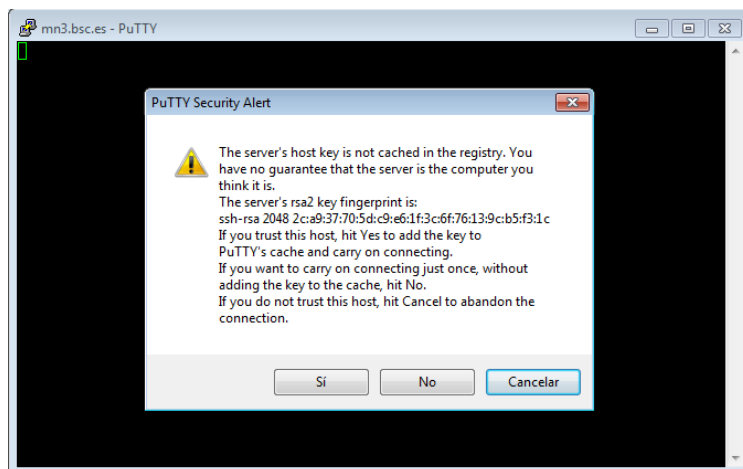 mn3.bsc.es - PuTTY
PuTTY Security Alert
The server's host key is not cached in the registry. You
have no guarantee that the server is the computer you
think it is.
The server's rsa2 key fingerprint is:
ssh-rsa 2048 2c:a9:37:70:5d:c9:e6:1f:3c:6f:76:13:9c:b5:f3:1c
If you trust this host, hit Yes to add the key to
PuTTY's cache and carry on connecting.
If you want to carry on connecting just once, without
adding the key to the cache, hit No.
If you do not trust this host, hit Cancel to abandon the
connection.
Sí No Cancelar